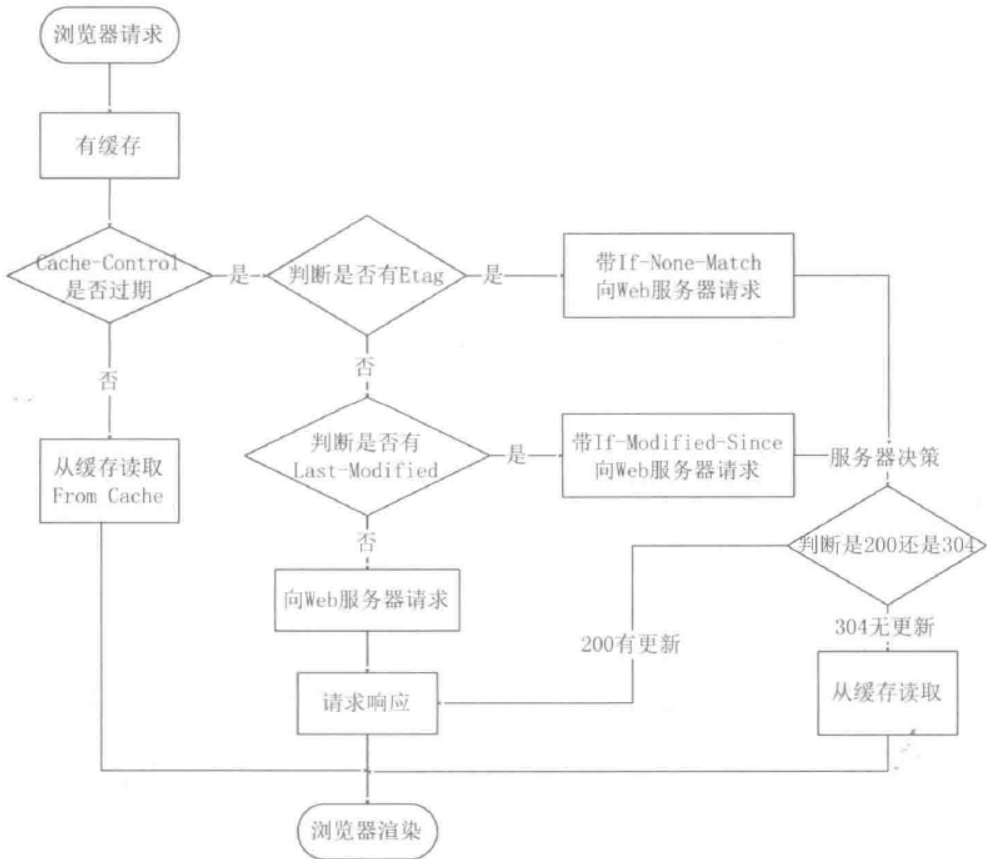 浏览器请求
有缓存
Cache-Control
是否过期
是
判断是否有Etag
是
带If-None-Match
向Web服务器请求
否
否
从缓存读取
From Cache
判断是否有
Last-Modified
是
带If-Modified-Since
向Web服务器请求
服务器决策
判断是200还是304
否
向Web服务器请求
200有更新
304无更新
请求响应
从缓存读取
浏览器渲染